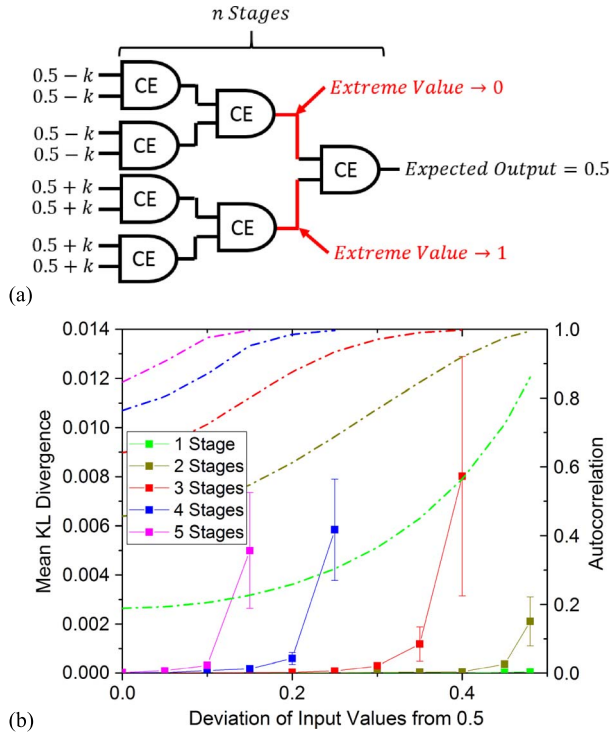 n Stages
0.5 − k
0.5 − k
CE
0.5 − k
0.5 − k
CE
CE
0.5 + k
0.5 + k
CE
0.5 + k
0.5 + k
CE
CE
Extreme Value → 0
CE
Expected Output = 0.5
Extreme Value → 1
(a)
0.014
0.012
0.010
0.008
0.006
0.004
0.002
0.000
Mean KL Divergence
1 Stage
2 Stages
3 Stages
4 Stages
5 Stages
1.0
0.8
0.6
0.4
0.2
0.0
Autocorrelation
0.0
0.2
0.4
Deviation of Input Values from 0.5
(b)